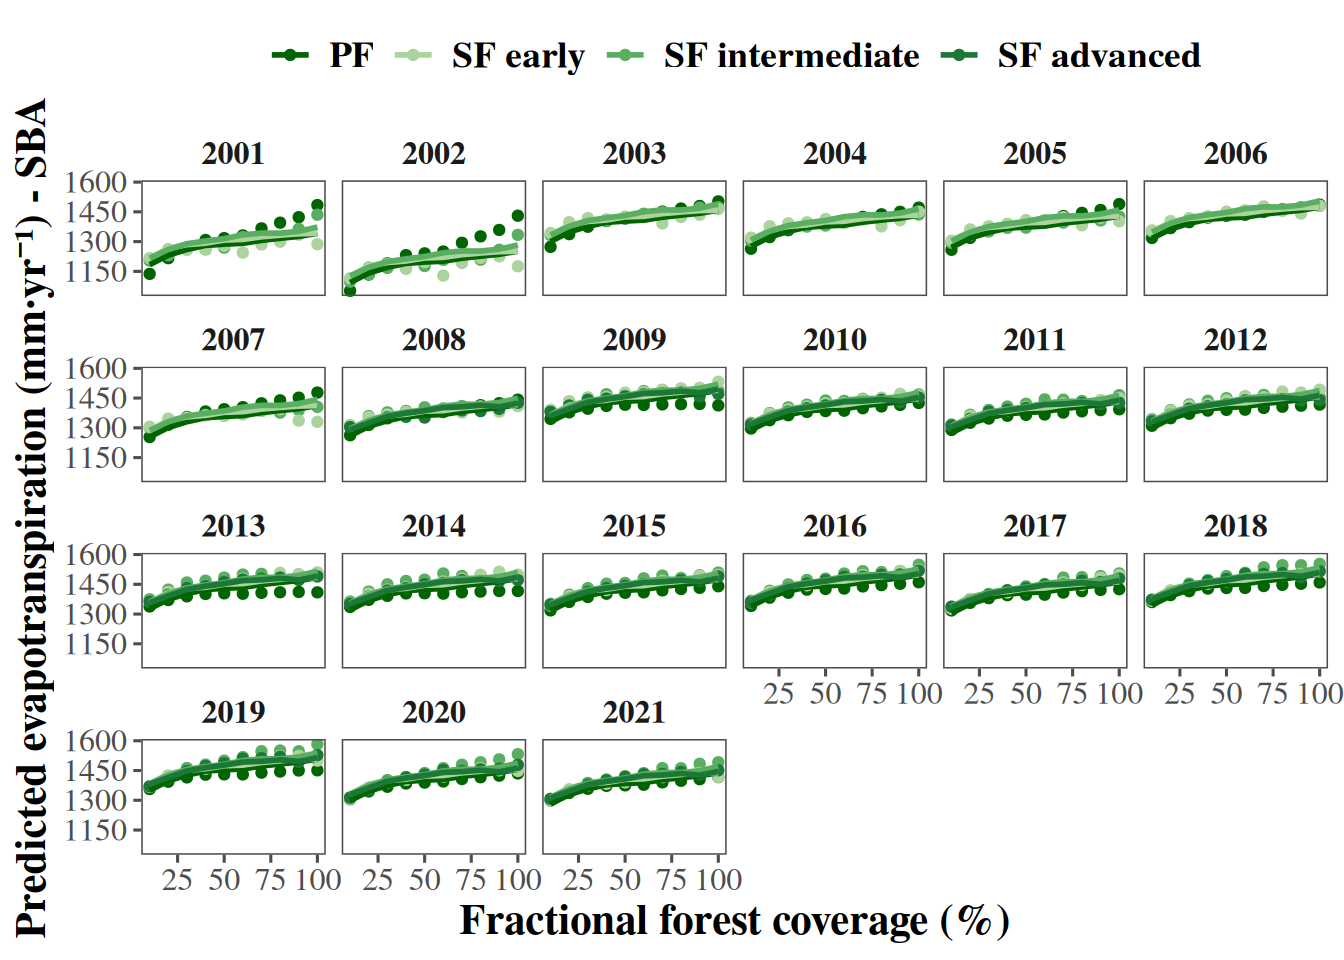 PF SF early SF intermediate SF advanced
Predicted evapotranspiration (mm·yr⁻¹) - SBA
2001 2002 2003 2004 2005 2006
1600
1450
1300
1150
2007 2008 2009 2010 2011 2012
1600
1450
1300
1150
2013 2014 2015 2016 2017 2018
1600
1450
1300
1150
25 50 75 100 25 50 75 100 25 50 75 100
2019 2020 2021
1600
1450
1300
1150
25 50 75 100 25 50 75 100 25 50 75 100
Fractional forest coverage (%)